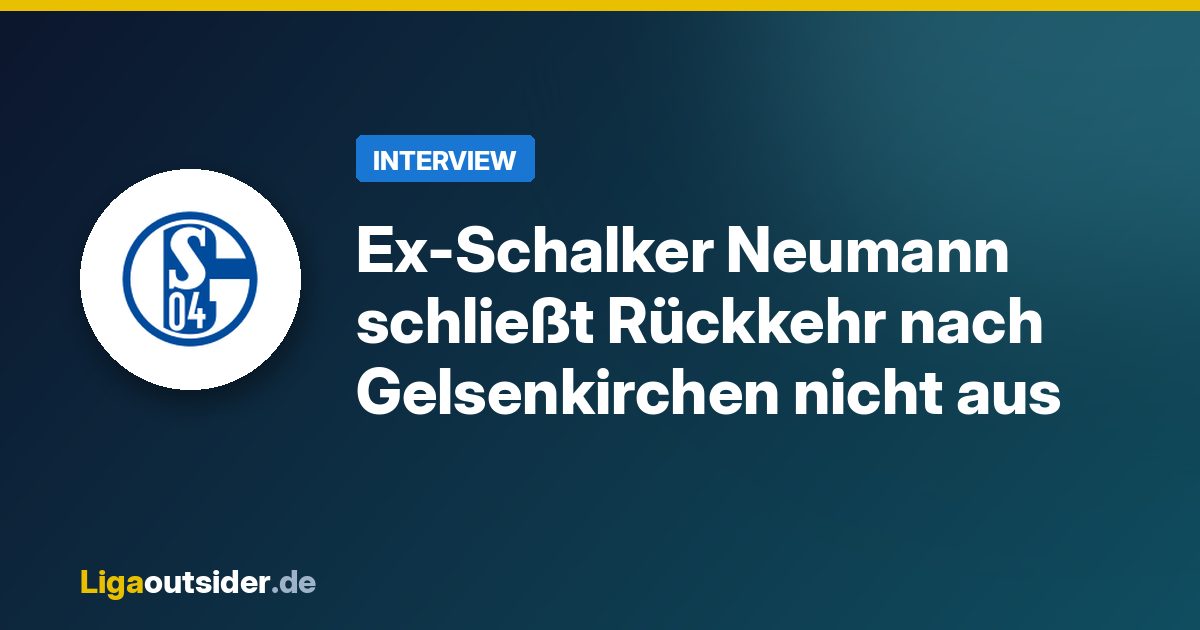 INTERVIEW
Ex-Schalker Neumann
schließt Rückkehr nach
Gelsenkirchen nicht aus
S
04
Ligaoutsider.de